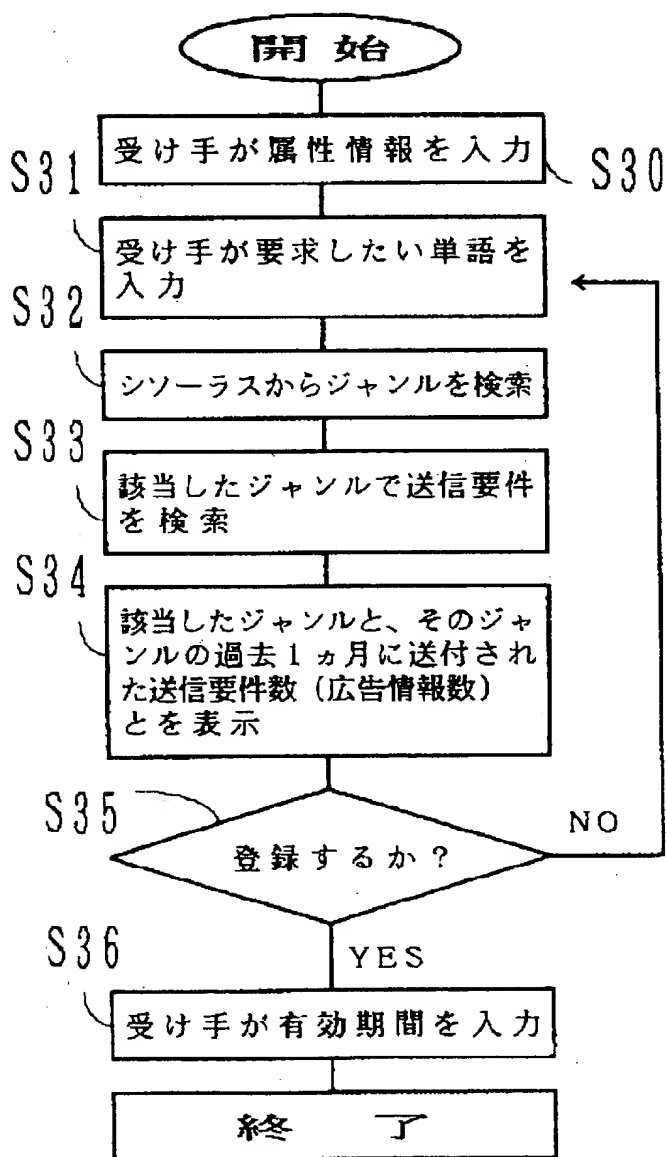 開始
受け手が属性情報を入力
S30
S31
受け手が要求したい単語を
入力
S32
シソーラスからジャンルを検索
S33
該当したジャンルで送信要件
を検索
S34
該当したジャンルと、そのジャ
ンルの過去1ヵ月に送付され
た送信要件数（広告情報数）
とを表示
S35
登録するか？
NO
YES
S36
受け手が有効期間を入力
終了